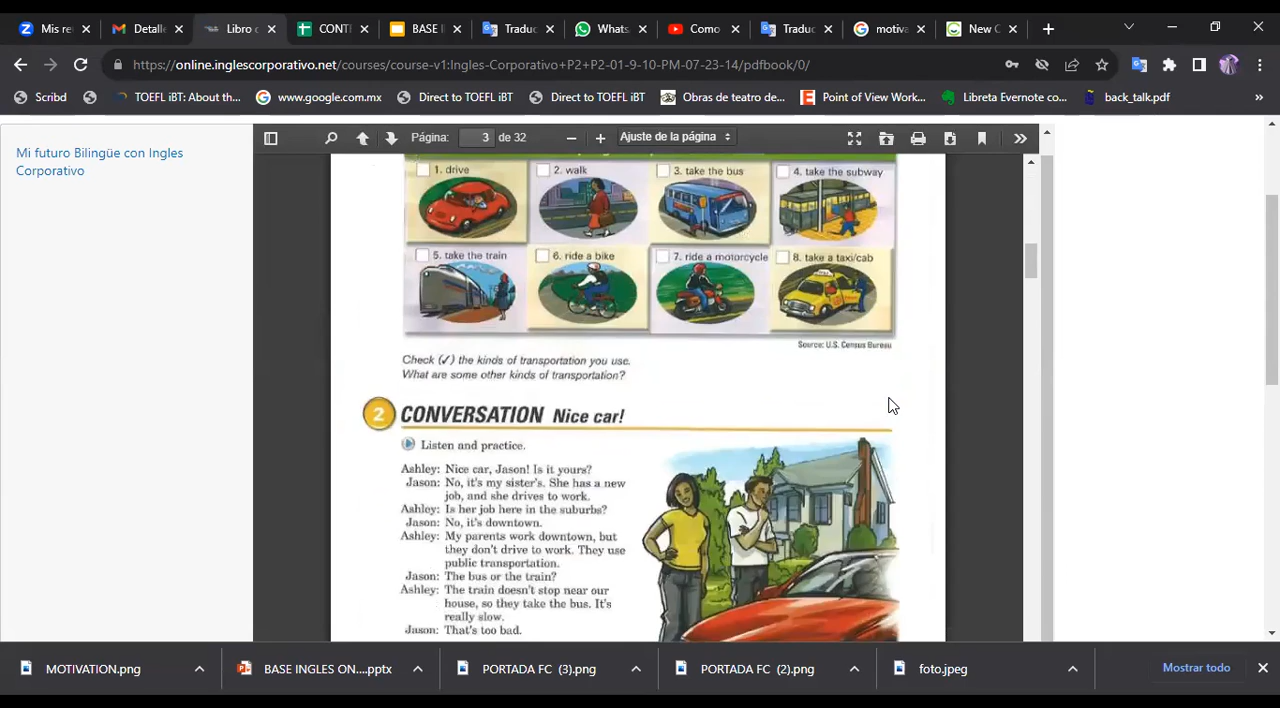 Mis re
Detalle
Libro c
CONTI
BASE I
Traduc
Whats
Como
Traduc
motiva
New C
https://online.inglescorporativo.net/courses/course-v1:Ingles-Corporativo+P2+P2-01-9-10-PM-07-23-14/pdfbook/0/
Scribd
TOEFL iBT: About th...
www.google.com.mx
Direct to TOEFL iBT
Direct to TOEFL iBT
Obras de teatro de...
Point of View Work...
Libreta Evernote co...
back_talk.pdf
»
Mi futuro Bilingüe con Ingles
Corporativo
Página: 3 de 32
Ajuste de la página
1. drive
2. walk
3. take the bus
4. take the subway
5. take the train
6. ride a bike
7. ride a motorcycle
8. take a taxi/cab
TAXI
Source: U.S. Census Bureau
Check (✓) the kinds of transportation you use.
What are some other kinds of transportation?
2 CONVERSATION Nice car!
Listen and practice.
Ashley: Nice car, Jason! Is it yours?
Jason: No, it's my sister's. She has a new
job, and she drives to work.
Ashley: Is her job here in the suburbs?
Jason: No, it's downtown.
Ashley: My parents work downtown, but
they don't drive to work. They use
public transportation.
Jason: The bus or the train?
Ashley: The train doesn't stop near our
house, so they take the bus. It's
really slow.
Jason: That's too bad.
MOTIVATION.png
BASE INGLES ON....pptx
PORTADA FC (3).png
PORTADA FC (2).png
foto.jpeg
Mostrar todo